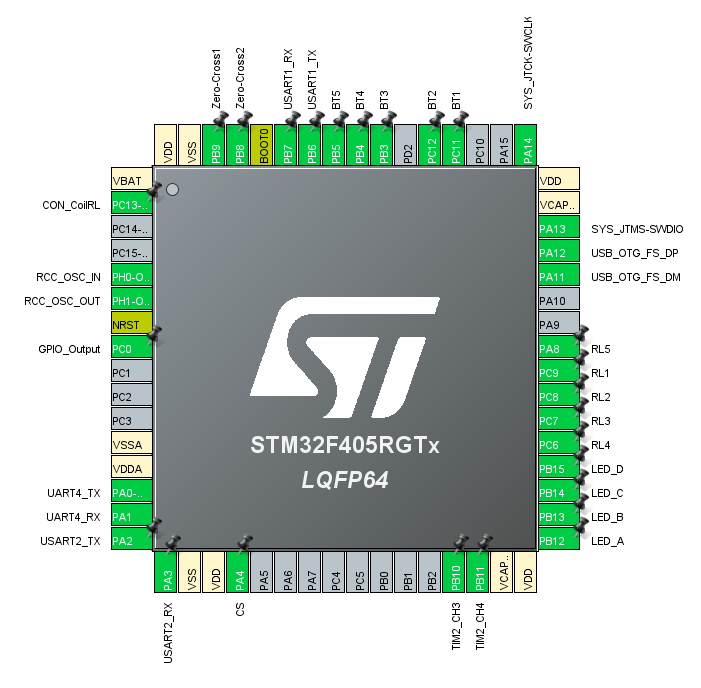 Zero-Cross1
Zero-Cross2
USART1_RX
USART1_TX
BT5
BT4
BT3
BT2
BT1
SYS_JTCK-SWCLK
VDD
VSS
PB9
PB8
BOOT0
PB7
PB6
PB5
PB4
PB3
PD2
PC12
PC11
PC10
PA15
PA14
VBAT
CON_CoilRL PC13-..
PC14-..
PC15-..
RCC_OSC_IN PH0-O..
RCC_OSC_OUT PH1-O..
NRST
GPIO_Output PC0
PC1
PC2
PC3
VSSA
VDDA
UART4_TX PA0-..
UART4_RX PA1
USART2_TX PA2
ST
STM32F405RGTx
LQFP64
VDD
VCAP..
PA13 SYS_JTMS-SWDIO
PA12 USB_OTG_FS_DP
PA11 USB_OTG_FS_DM
PA10
PA9
PA8 RL5
PC9 RL1
PC8 RL2
PC7 RL3
PC6 RL4
PB15 LED_D
PB14 LED_C
PB13 LED_B
PB12 LED_A
PA3
VSS
VDD
PA4
PA5
PA6
PA7
PC4
PC5
PB0
PB1
PB2
PB10
PB11
VCAP..
VDD
USART2_RX
CS
TIM2_CH3
TIM2_CH4